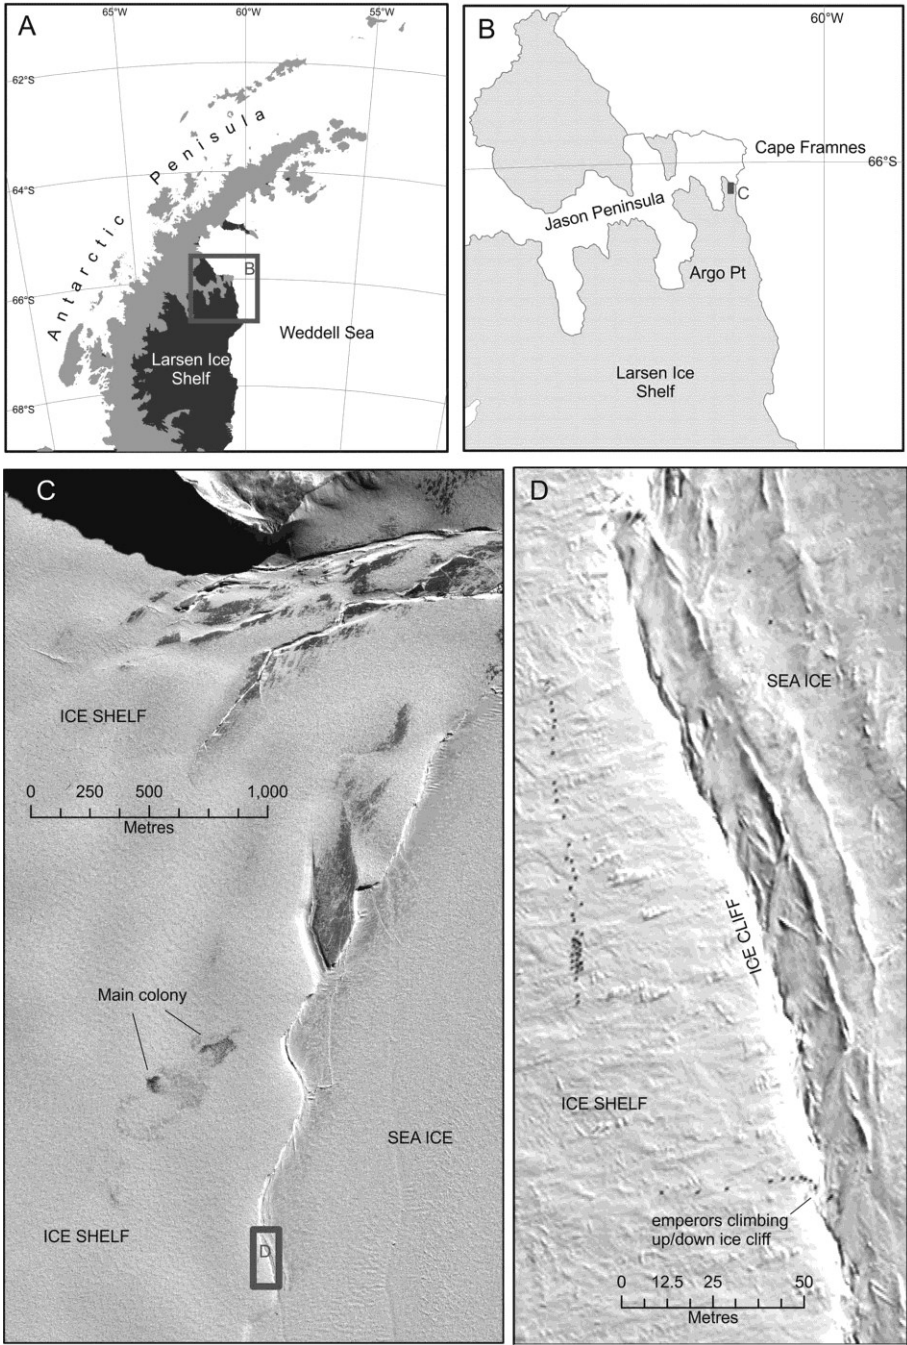 A
65°W
60°W
55°W
62°S
64°S
66°S
68°S
Antarctic Penisula
B
Weddell Sea
Larsen Ice
Shelf
B
60°W
Cape Framnes
66°S
C
Jason Peninsula
Argo Pt
Larsen Ice
Shelf
C
ICE SHELF
0 250 500 1,000
Metres
Main colony
SEA ICE
ICE SHELF
D
D
SEA ICE
ICE CLIFF
ICE SHELF
emperors climbing
up/down ice cliff
0 12.5 25 50
Metres